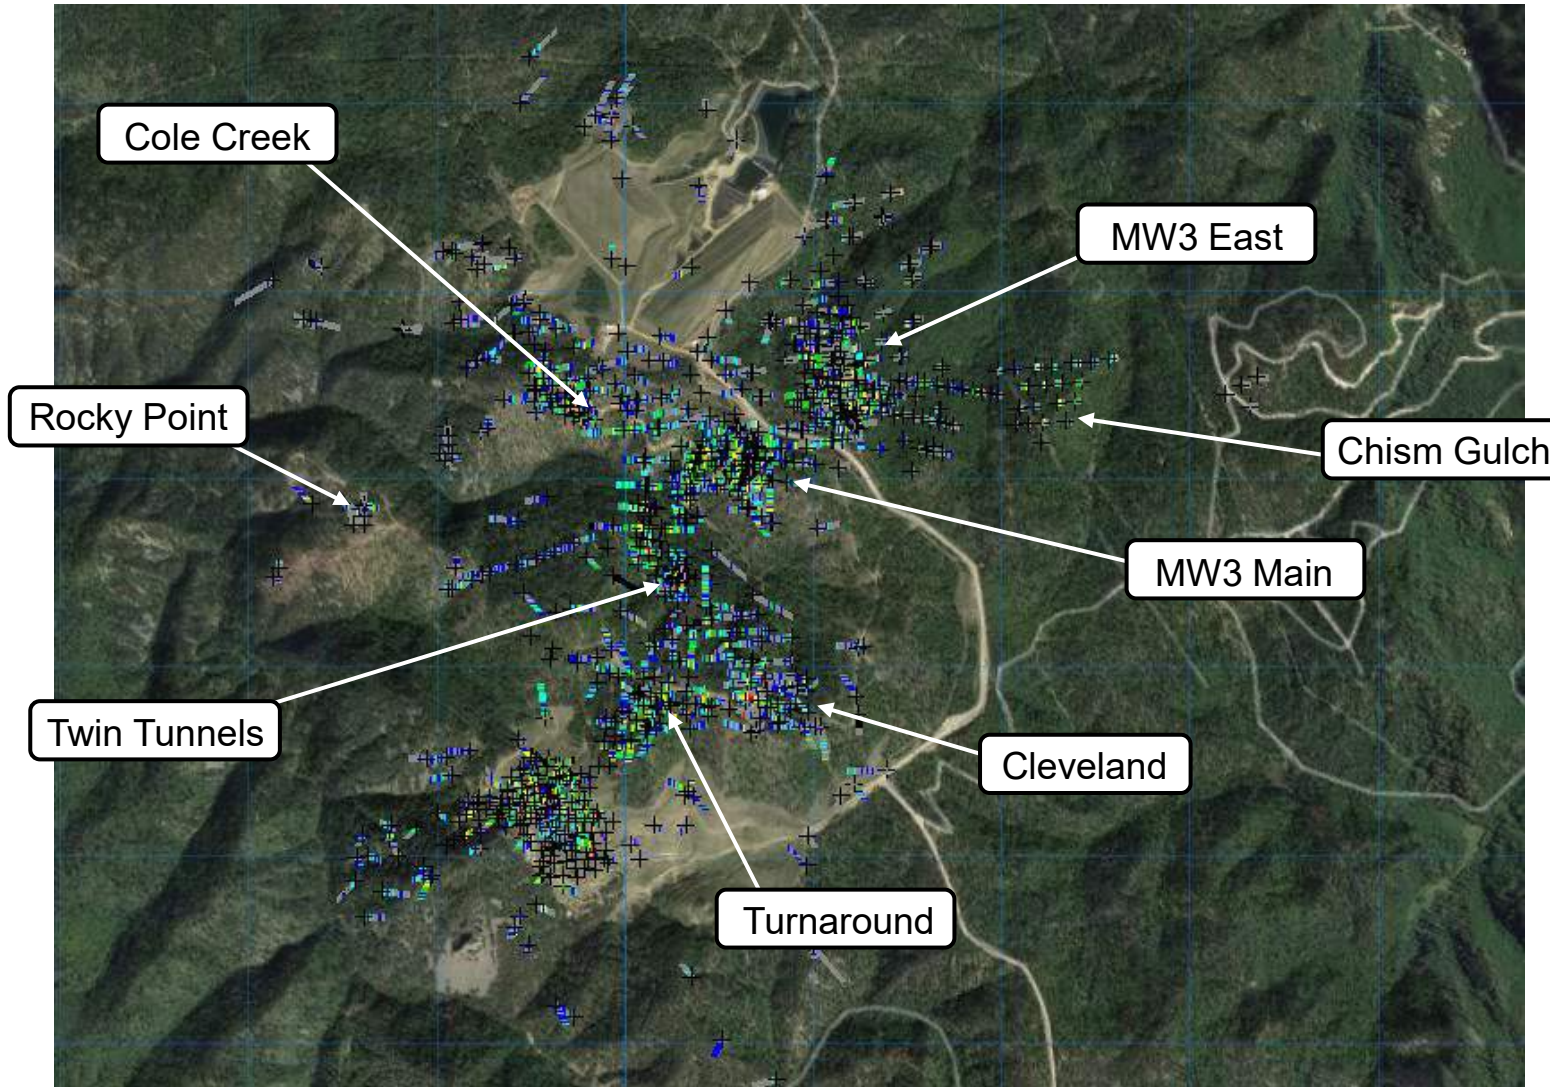 Cole Creek
MW3 East
Rocky Point
Chism Gulch
MW3 Main
Twin Tunnels
Cleveland
Turnaround